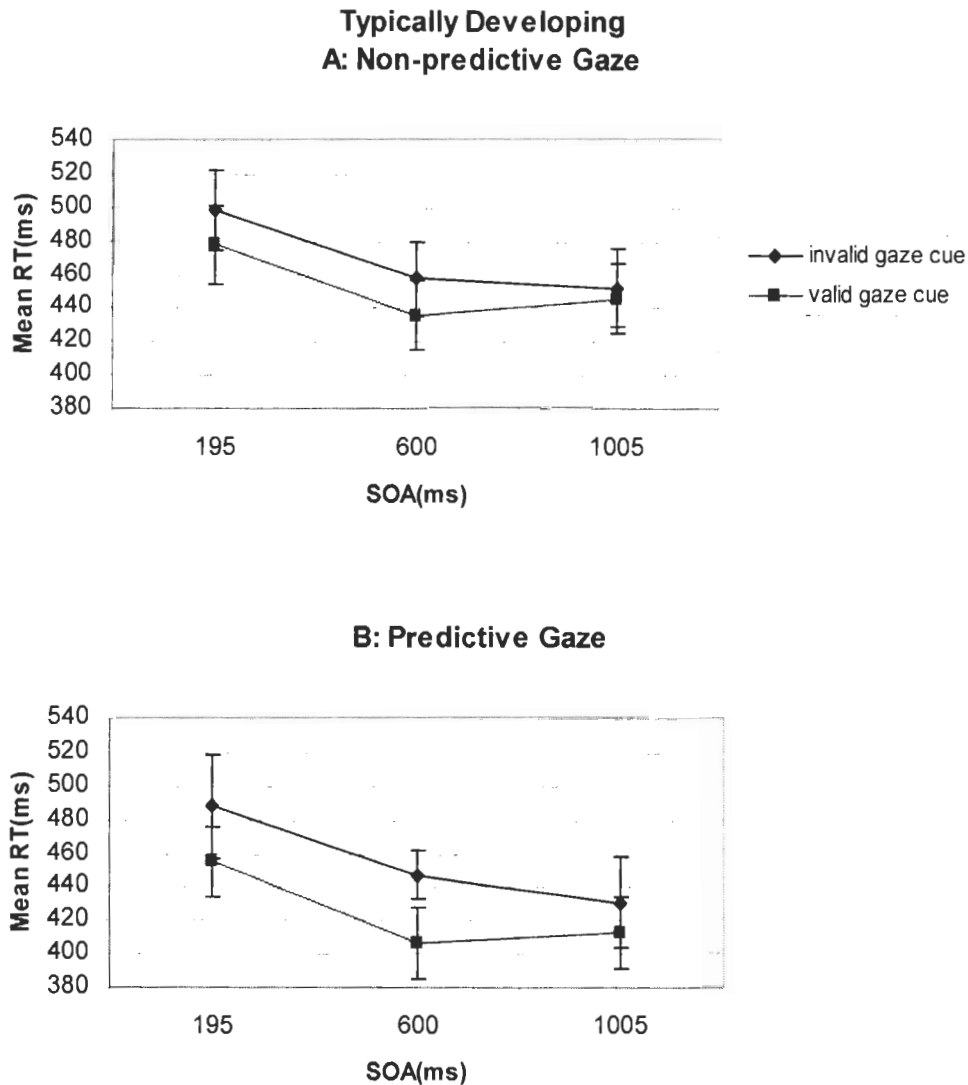 Typically Developing
A: Non-predictive Gaze
540
520
500
480
460
440
420
400
380
Mean RT(ms)
195 600 1005
SOA(ms)
invalid gaze cue
valid gaze cue
B: Predictive Gaze
540
520
500
480
460
440
420
400
380
Mean RT(ms)
195 600 1005
SOA(ms)